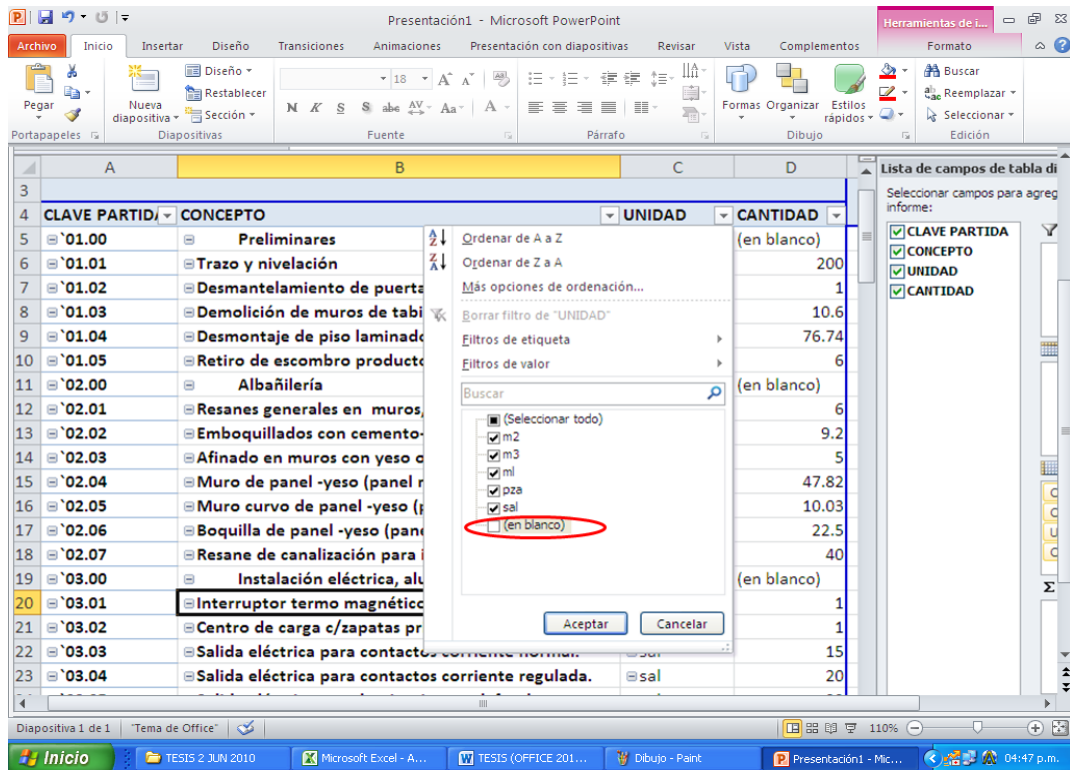 Presentación1 - Microsoft PowerPoint
Herramientas de i...
Archivo Inicio Insertar Diseño Transiciones Animaciones Presentación con diapositivas Revisar Vista Complementos Formato
Pegar
Nueva diapositiva
Diseño
Restablecer
Sección
18
N K S S abc AV Aa A
Formas Organizar Estilos rápidos
Buscar
Reemplazar
Seleccionar
Portapapeles Diapositivas Fuente Párrafo Dibujo Edición
A B C D
Lista de campos de tabla di
Seleccionar campos para agreg
informe:
CLAVE PARTIDA
CONCEPTO
UNIDAD
CANTIDAD
3
4 CLAVE PARTIDA CONCEPTO UNIDAD CANTIDAD
5 `01.00 Preliminares (en blanco)
6 `01.01 Trazo y nivelación 200
7 `01.02 Desmantelamiento de puerta 1
8 `01.03 Demolición de muros de tabi 10.6
9 `01.04 Desmontaje de piso laminado 76.74
10 `01.05 Retiro de escombro producto 6
11 `02.00 Albañilería (en blanco)
12 `02.01 Resanes generales en muros, 6
13 `02.02 Emboquillados con cemento- 9.2
14 `02.03 Afinado en muros con yeso o 5
15 `02.04 Muro de panel -yeso (panel r 47.82
16 `02.05 Muro curvo de panel -yeso (p 10.03
17 `02.06 Boquilla de panel -yeso (pane 22.5
18 `02.07 Resane de canalización para i 40
19 `03.00 Instalación eléctrica, alu (en blanco)
20 `03.01 Interruptor termo magnético 1
21 `03.02 Centro de carga c/zapatas pr 1
22 `03.03 Salida eléctrica para contactos corriente normal. sal 15
23 `03.04 Salida eléctrica para contactos corriente regulada. sal 20
Ordenar de A a Z
Ordenar de Z a A
Más opciones de ordenación...
Borrar filtro de "UNIDAD"
Filtros de etiqueta
Filtros de valor
Buscar
(Seleccionar todo)
m2
m3
ml
pza
sal
(en blanco)
Aceptar Cancelar
Σ
Diapositiva 1 de 1 "Tema de Office" 110%
Inicio TESIS 2 JUN 2010 Microsoft Excel - A... TESIS (OFFICE 201... Dibujo - Paint Presentación1 - Mic... 04:47 p.m.